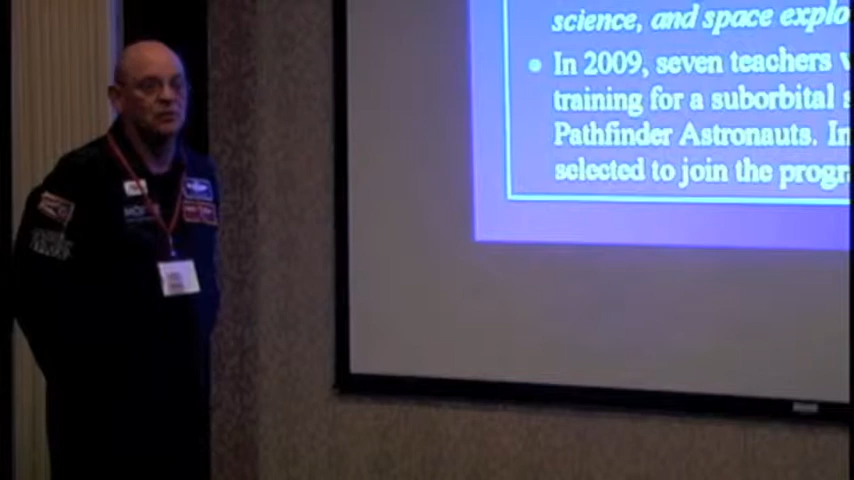 science, and space explo
In 2009, seven teachers
training for a suborbital s
Pathfinder Astronauts. In
selected to join the progr